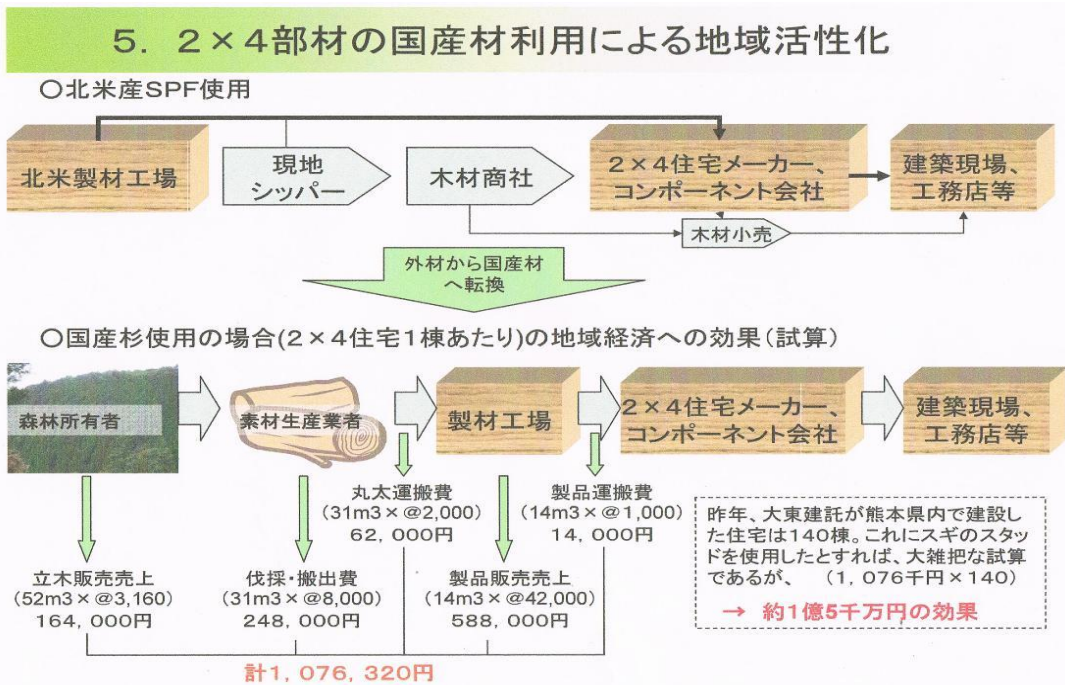 ５．２×４部材の国産材利用による地域活性化
○北米産SPF使用
北米製材工場
現地
シッパー
木材商社
２×４住宅メーカー、
コンポーネント会社
建築現場、
工務店等
木材小売
外材から国産材
へ転換
○国産杉使用の場合(２×４住宅１棟あたり)の地域経済への効果(試算)
森林所有者
素材生産業者
製材工場
２×４住宅メーカー、
コンポーネント会社
建築現場、
工務店等
丸太運搬費
(31m3×@2,000)
62，000円
製品運搬費
(14m3×@1,000)
14，000円
立木販売売上
(52m3×@3,160)
164，000円
伐採・搬出費
(31m3×@8,000)
248，000円
製品販売売上
(14m3×@42,000)
588，000円
計1，076，320円
昨年、大東建託が熊本県内で建設し
た住宅は140棟。これにスギのスタッ
ドを使用したとすれば、大雑把な試算
であるが、　(1，076千円×140)
→ 約1億5千万円の効果